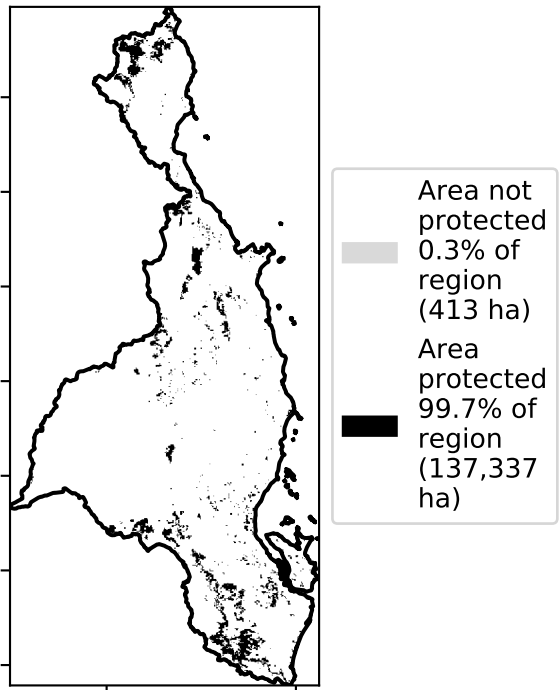 Area not
protected
0.3% of
region
(413 ha)
Area
protected
99.7% of
region
(137,337
ha)